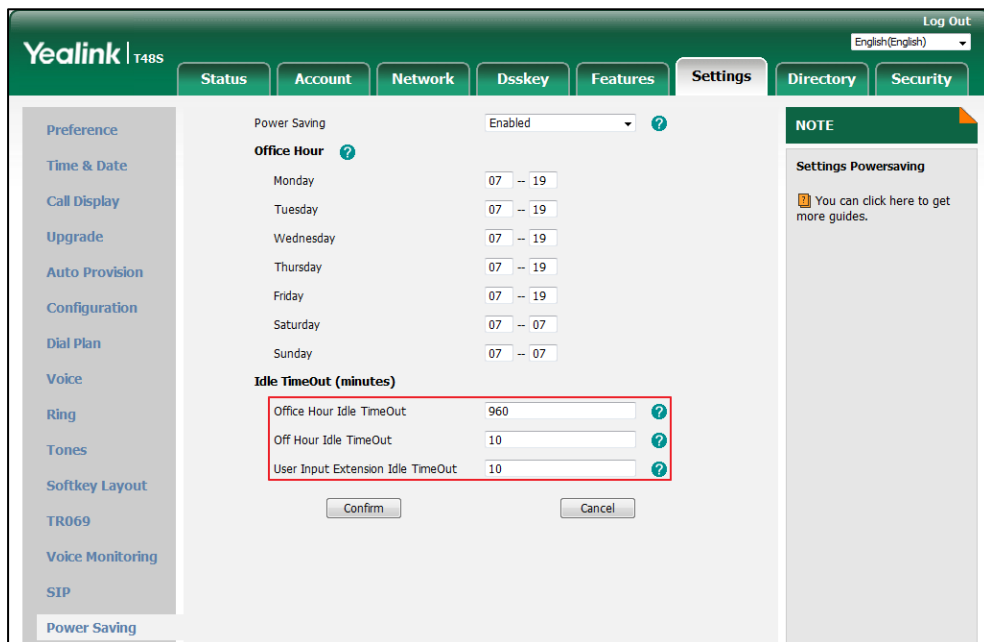 Log Out
Yealink | T48S
English(English)
Status Account Network Dsskey Features Settings Directory Security
Preference
Time & Date
Call Display
Upgrade
Auto Provision
Configuration
Dial Plan
Voice
Ring
Tones
Softkey Layout
TR069
Voice Monitoring
SIP
Power Saving
Power Saving Enabled ?
Office Hour ?
Monday 07 -- 19
Tuesday 07 -- 19
Wednesday 07 -- 19
Thursday 07 -- 19
Friday 07 -- 19
Saturday 07 -- 07
Sunday 07 -- 07
Idle TimeOut (minutes)
Office Hour Idle TimeOut 960 ?
Off Hour Idle TimeOut 10 ?
User Input Extension Idle TimeOut 10 ?
Confirm Cancel
NOTE
Settings Powersaving
? You can click here to get
more guides.